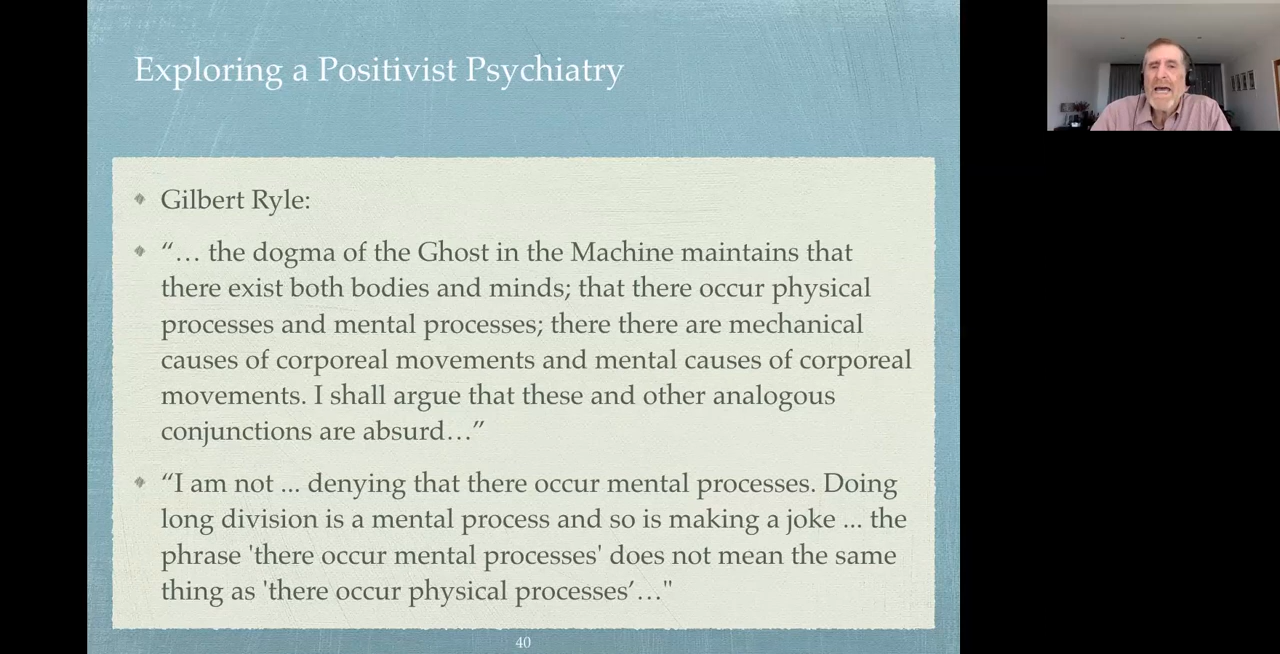 Exploring a Positivist Psychiatry
Gilbert Ryle:
“… the dogma of the Ghost in the Machine maintains that
there exist both bodies and minds; that there occur physical
processes and mental processes; there there are mechanical
causes of corporeal movements and mental causes of corporeal
movements. I shall argue that these and other analogous
conjunctions are absurd…”
“I am not ... denying that there occur mental processes. Doing
long division is a mental process and so is making a joke ... the
phrase 'there occur mental processes' does not mean the same
thing as 'there occur physical processes’…"
40